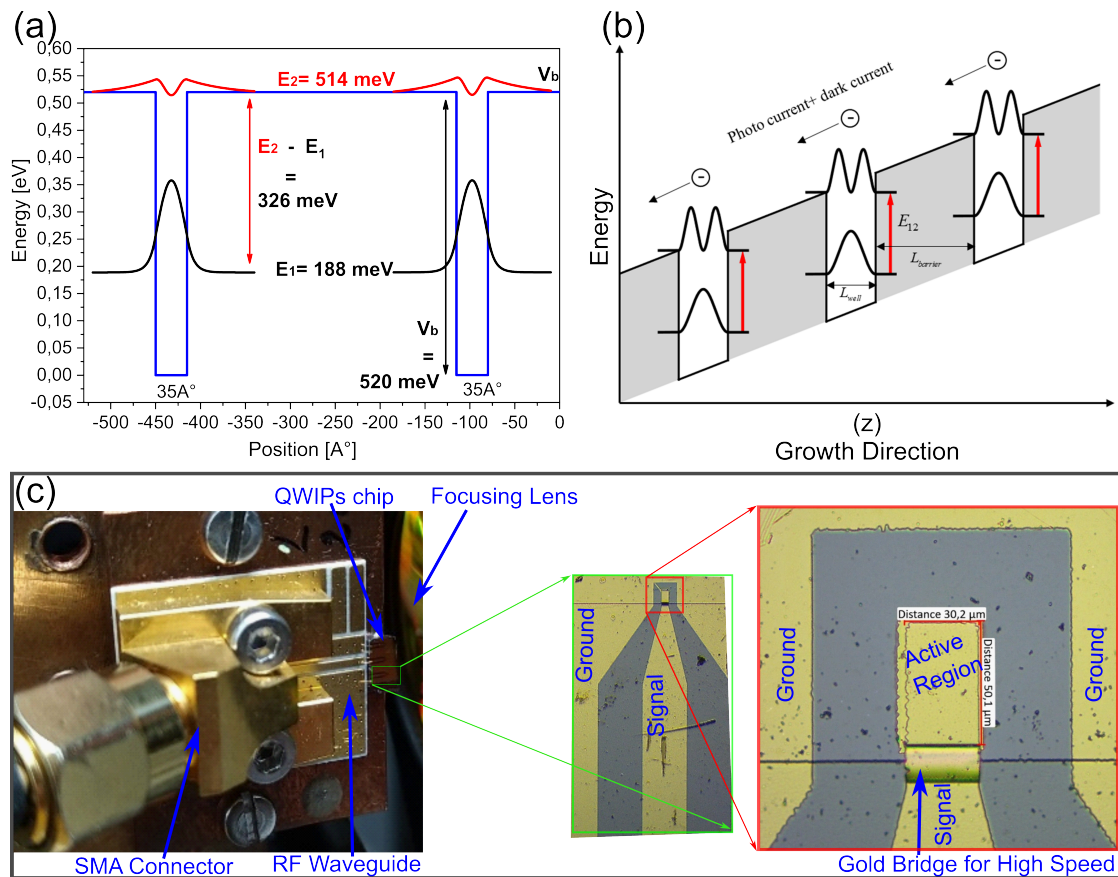 (a)
0,60
0,55
0,50
0,45
0,40
0,35
0,30
0,25
0,20
0,15
0,10
0,05
0,00
-0,05
Energy [eV]
E2= 514 meV
Vb
E2 - E1
=
326 meV
E1= 188 meV
Vb
=
520 meV
35A°
35A°
-500 -450 -400 -350 -300 -250 -200 -150 -100 -50 0
Position [A°]
(b)
Energy
Photo current+ dark current
E12
Lbarrier
Lwell
(z)
Growth Direction
(c)
QWIPs chip
Focusing Lens
SMA Connector
RF Waveguide
Ground
Signal
Ground
Distance 30,2 µm
Active
Region
Distance 50,1 µm
Ground
Signal
Gold Bridge for High Speed